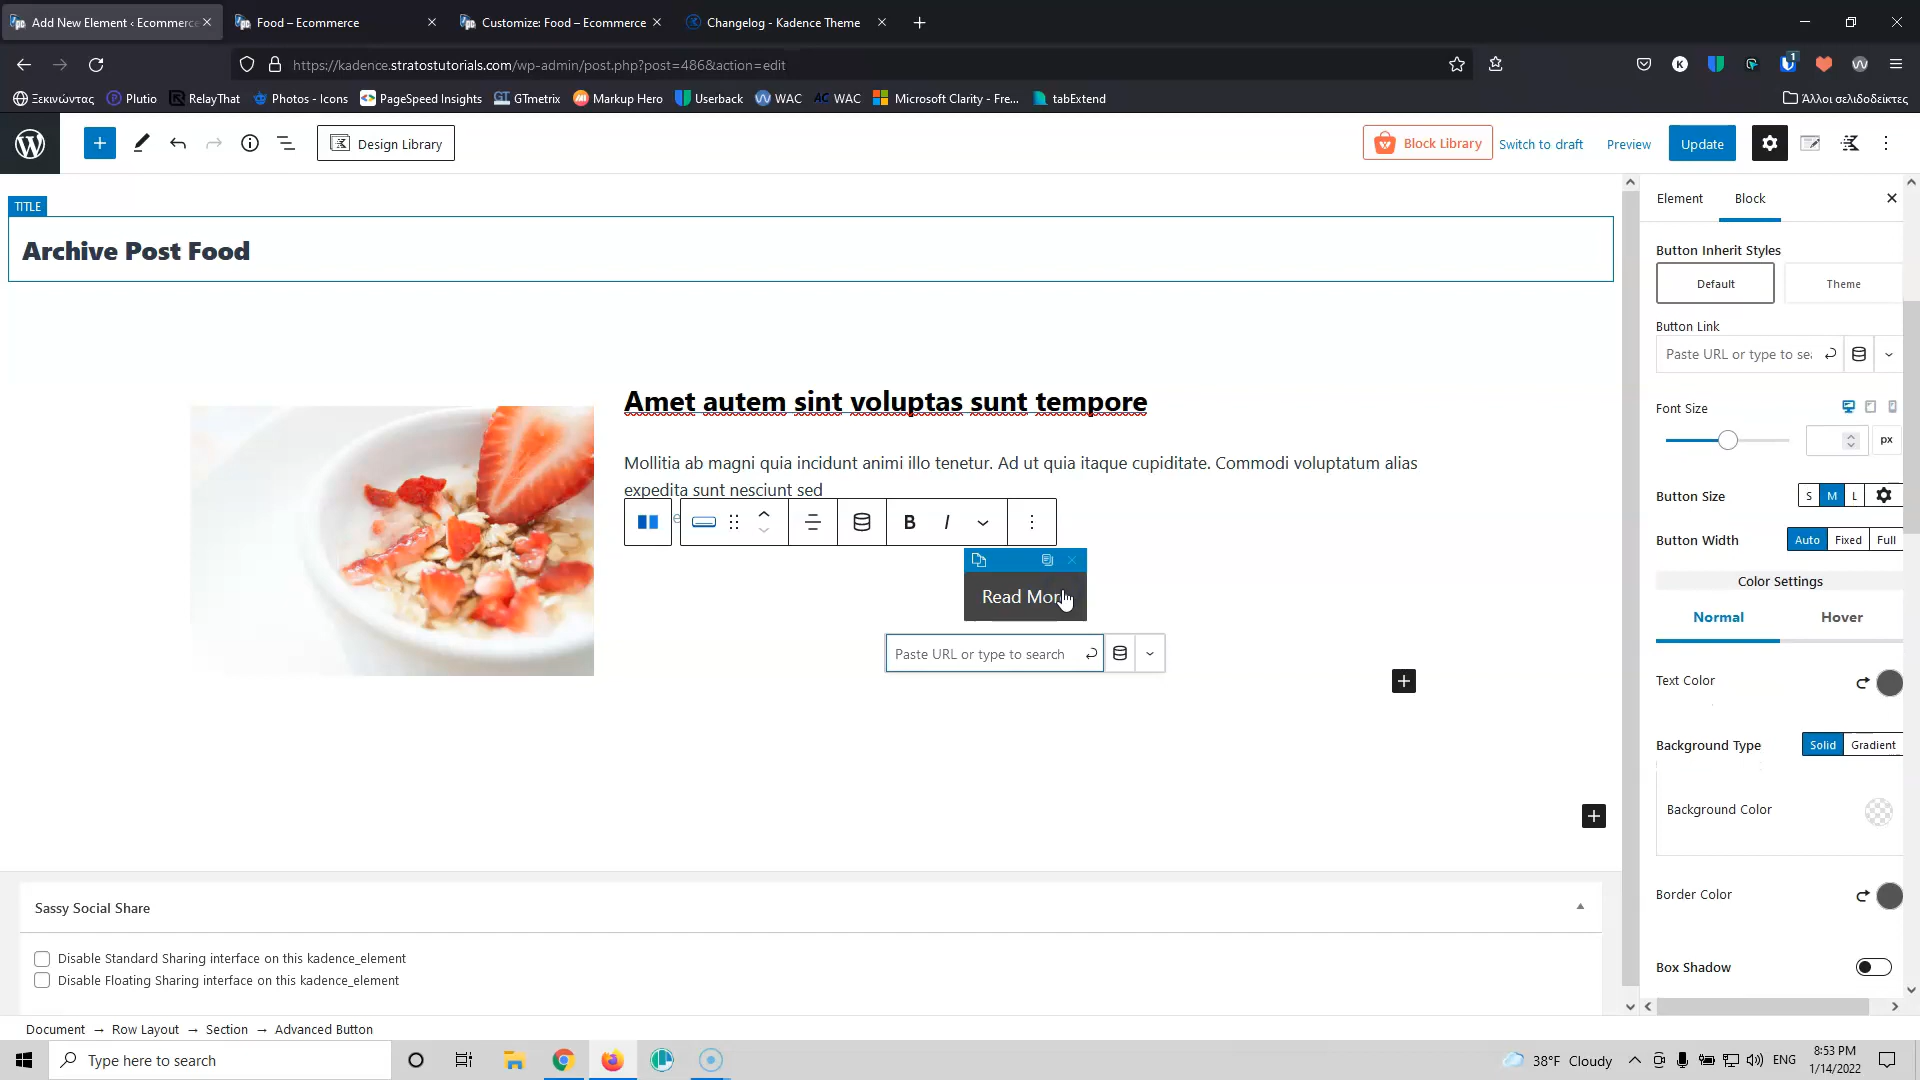 Add New Element ‹ Ecommerce
Food – Ecommerce
Customize: Food – Ecommerce
Changelog - Kadence Theme
https://kadence.stratostutorials.com/wp-admin/post.php?post=486&action=edit
1
Ξεκινώντας
Plutio
RelayThat
Photos - Icons
PageSpeed Insights
GTmetrix
Markup Hero
Userback
WAC
WAC
Microsoft Clarity - Fre...
tabExtend
Άλλοι σελιδοδείκτες
Design Library
Block Library
Switch to draft
Preview
Update
TITLE
Archive Post Food
Element
Block
Button Inherit Styles
Default
Theme
Button Link
Paste URL or type to sea
Font Size
px
Button Size
S M L
Button Width
Auto Fixed Full
Color Settings
Normal
Hover
Text Color
Background Type
Solid Gradient
Background Color
Border Color
Box Shadow
Amet autem sint voluptas sunt tempore
Mollitia ab magni quia incidunt animi illo tenetur. Ad ut quia itaque cupiditate. Commodi voluptatum alias
expedita sunt nesciunt sed
B I
Read More
Paste URL or type to search
Sassy Social Share
Disable Standard Sharing interface on this kadence_element
Disable Floating Sharing interface on this kadence_element
Document → Row Layout → Section → Advanced Button
Type here to search
38°F Cloudy
ENG
8:53 PM
1/14/2022